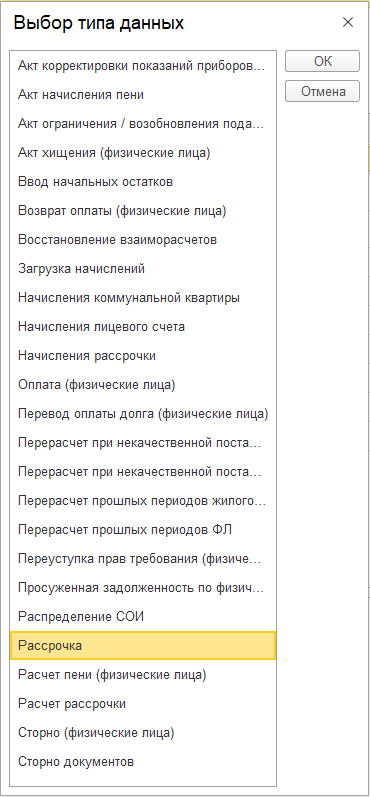 Выбор типа данных
ОК
Отмена
Акт корректировки показаний приборов...
Акт начисления пени
Акт ограничения / возобновления пода...
Акт хищения (физические лица)
Ввод начальных остатков
Возврат оплаты (физические лица)
Восстановление взаиморасчетов
Загрузка начислений
Начисления коммунальной квартиры
Начисления лицевого счета
Начисления рассрочки
Оплата (физические лица)
Перевод оплаты долга (физические лица)
Перерасчет при некачественной поста...
Перерасчет при некачественной поста...
Перерасчет прошлых периодов жилого...
Перерасчет прошлых периодов ФЛ
Переуступка прав требования (физиче...
Просуженная задолженность по физич...
Распределение СОИ
Рассрочка
Расчет пени (физические лица)
Расчет рассрочки
Сторно (физические лица)
Сторно документов